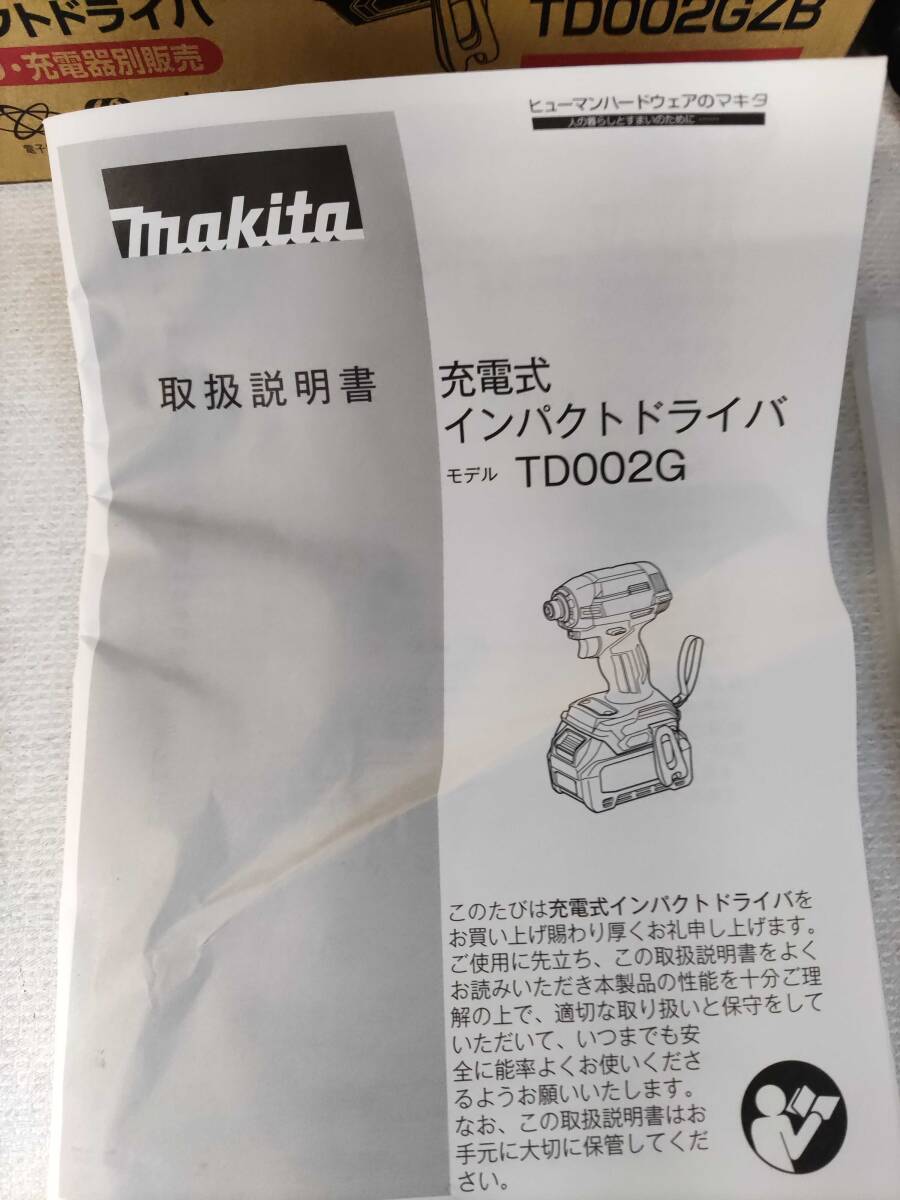 クトドライバ
・充電器別販売
TD002GZB
ヒューマンハードウェアのマキタ
人の暮らしとすまいのために ......
makita
取扱説明書
充電式
インパクトドライバ
モデル TD002G
このたびは充電式インパクトドライバを
お買い上げ賜わり厚くお礼申し上げます。
ご使用に先立ち、この取扱説明書をよく
お読みいただき本製品の性能を十分ご理
解の上で、適切な取り扱いと保守をして
いただいて、いつまでも安
全に能率よくお使いくださ
るようお願いいたします。
なお、この取扱説明書はお
手元に大切に保管してくだ
さい。